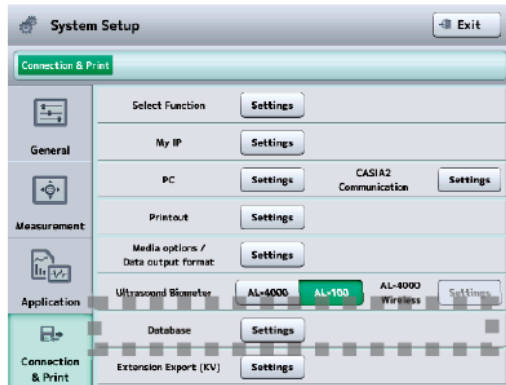 System Setup
Exit
Connection & Print
General
Measurement
Application
Connection
& Print
Select Function Settings
My IP Settings
PC Settings CASIA2
Communication Settings
Printout Settings
Media options /
Data output format Settings
Ultrasound Biometer AL-4000 AL-100 AL-4000
Wireless Settings
Database Settings
Extension Export (KV) Settings